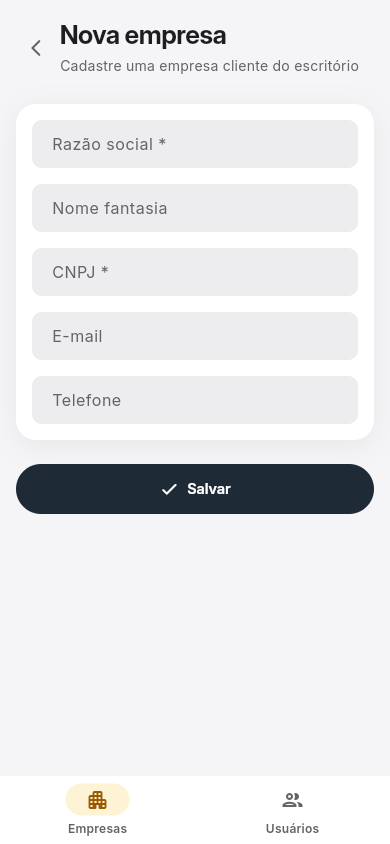 Nova empresa
Cadastre uma empresa cliente do escritório
Razão social *
Nome fantasia
CNPJ *
E-mail
Telefone
Salvar
Empresas
Usuários